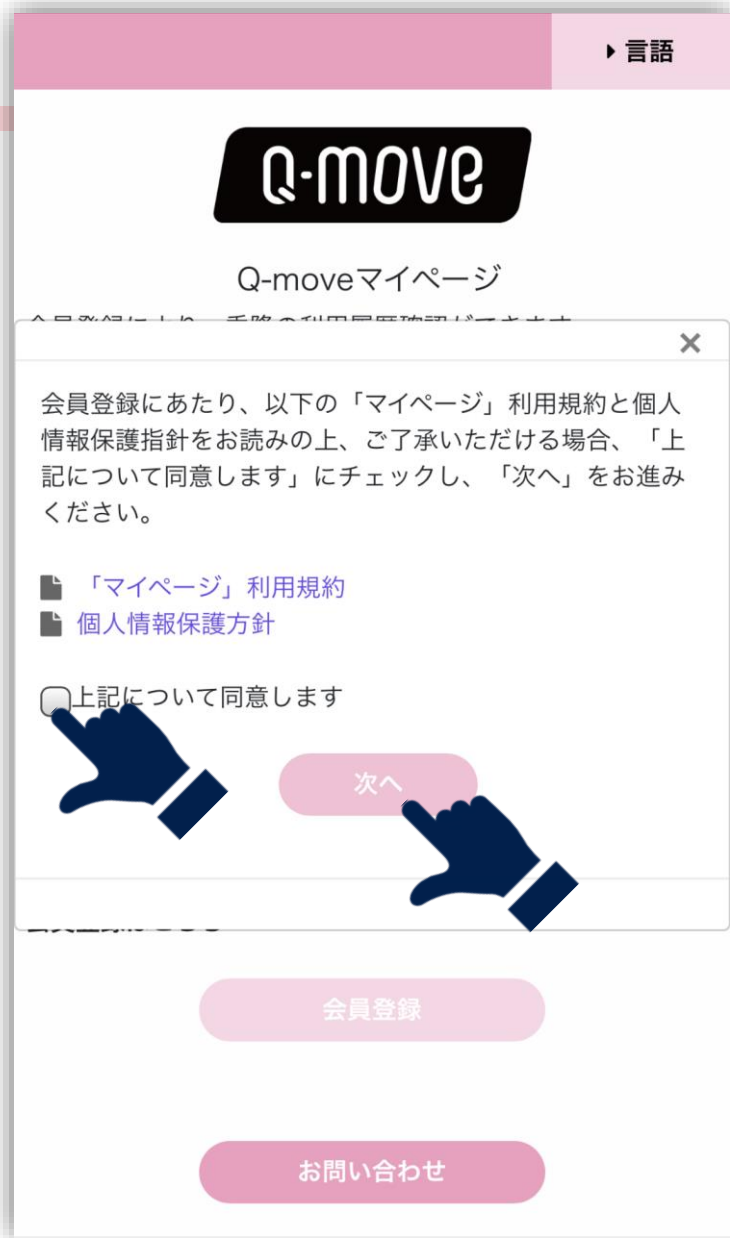 言語
Q-move
Q-moveマイページ
会員登録にあたり、以下の「マイページ」利用規約と個人
情報保護指針をお読みの上、ご了承いただける場合、「上
記について同意します」にチェックし、「次へ」をお進み
ください。
「マイページ」利用規約
個人情報保護方針
上記について同意します
次へ
会員登録
お問い合わせ